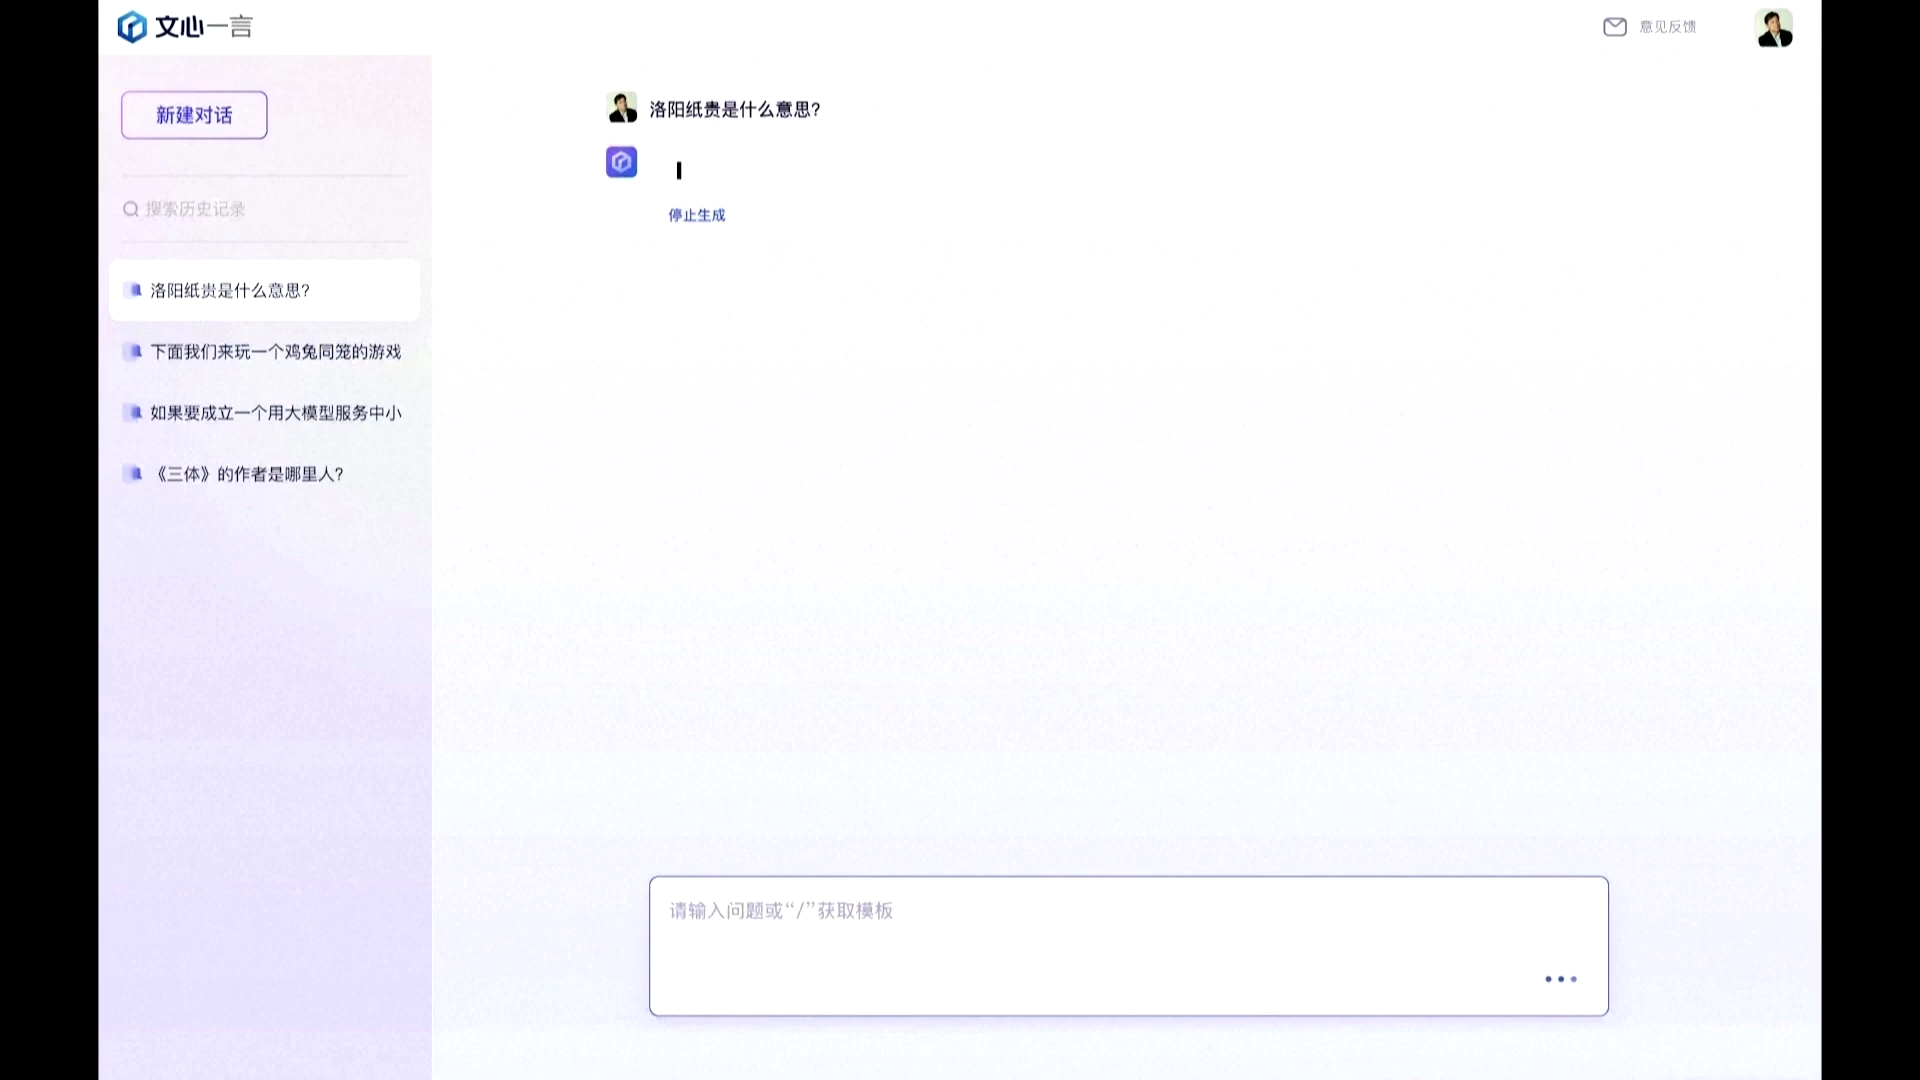 文心一言
意见反馈
新建对话
搜索历史记录
洛阳纸贵是什么意思?
下面我们来玩一个鸡兔同笼的游戏
如果要成立一个用大模型服务中小
《三体》的作者是哪里人?
洛阳纸贵是什么意思?
停止生成
请输入问题或“/”获取模板